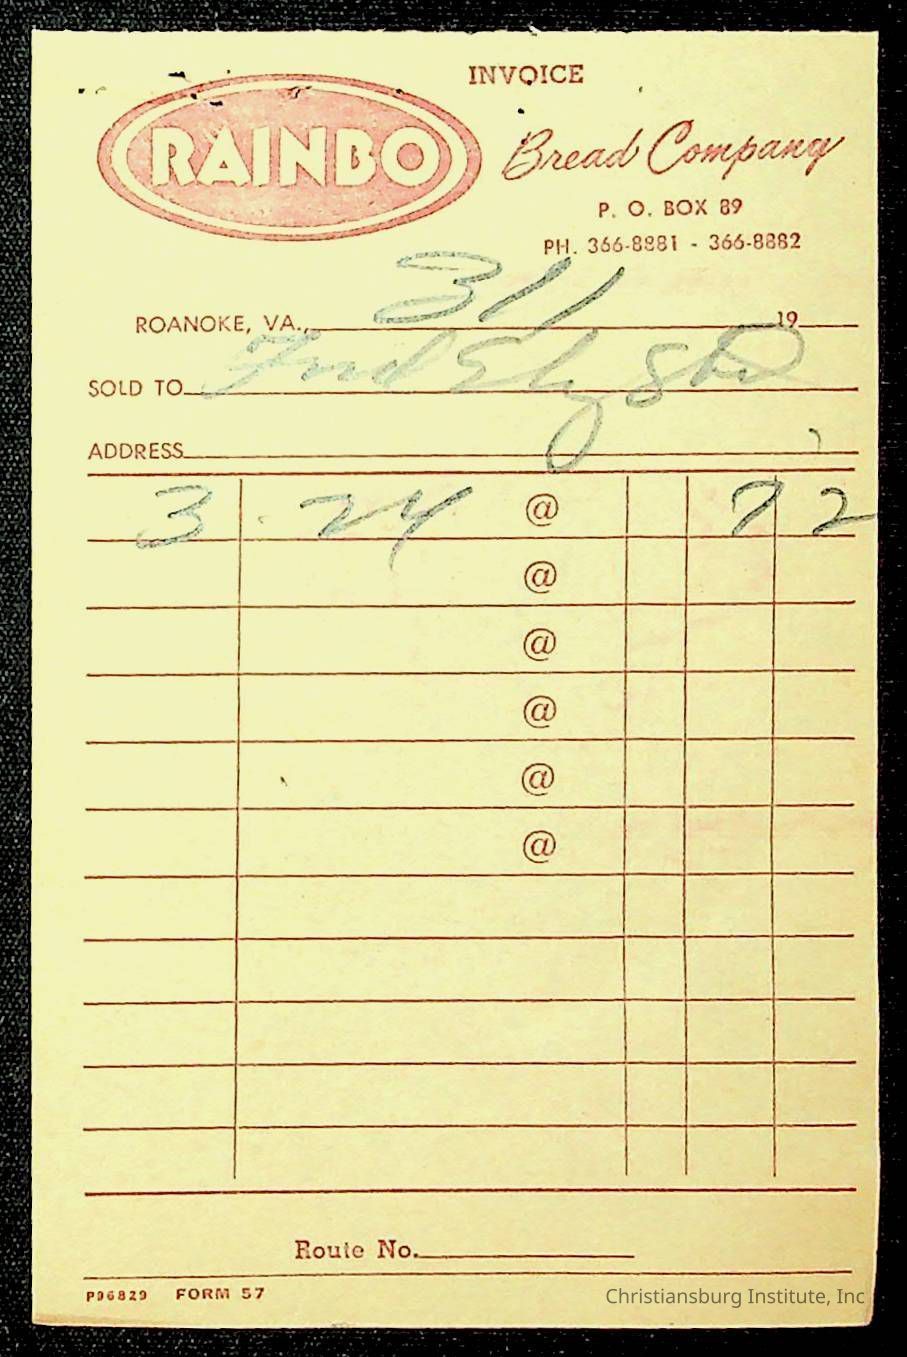 INVOICE
RAINBO
Bread Company
P. O. BOX 89
PH. 366-8881 - 366-8882
ROANOKE, VA., 3/1/ 19
SOLD TO
ADDRESS
3 24 @ 72
@
@
@
@
@
Route No.
P96829 FORM 57
Christiansburg Institute, Inc